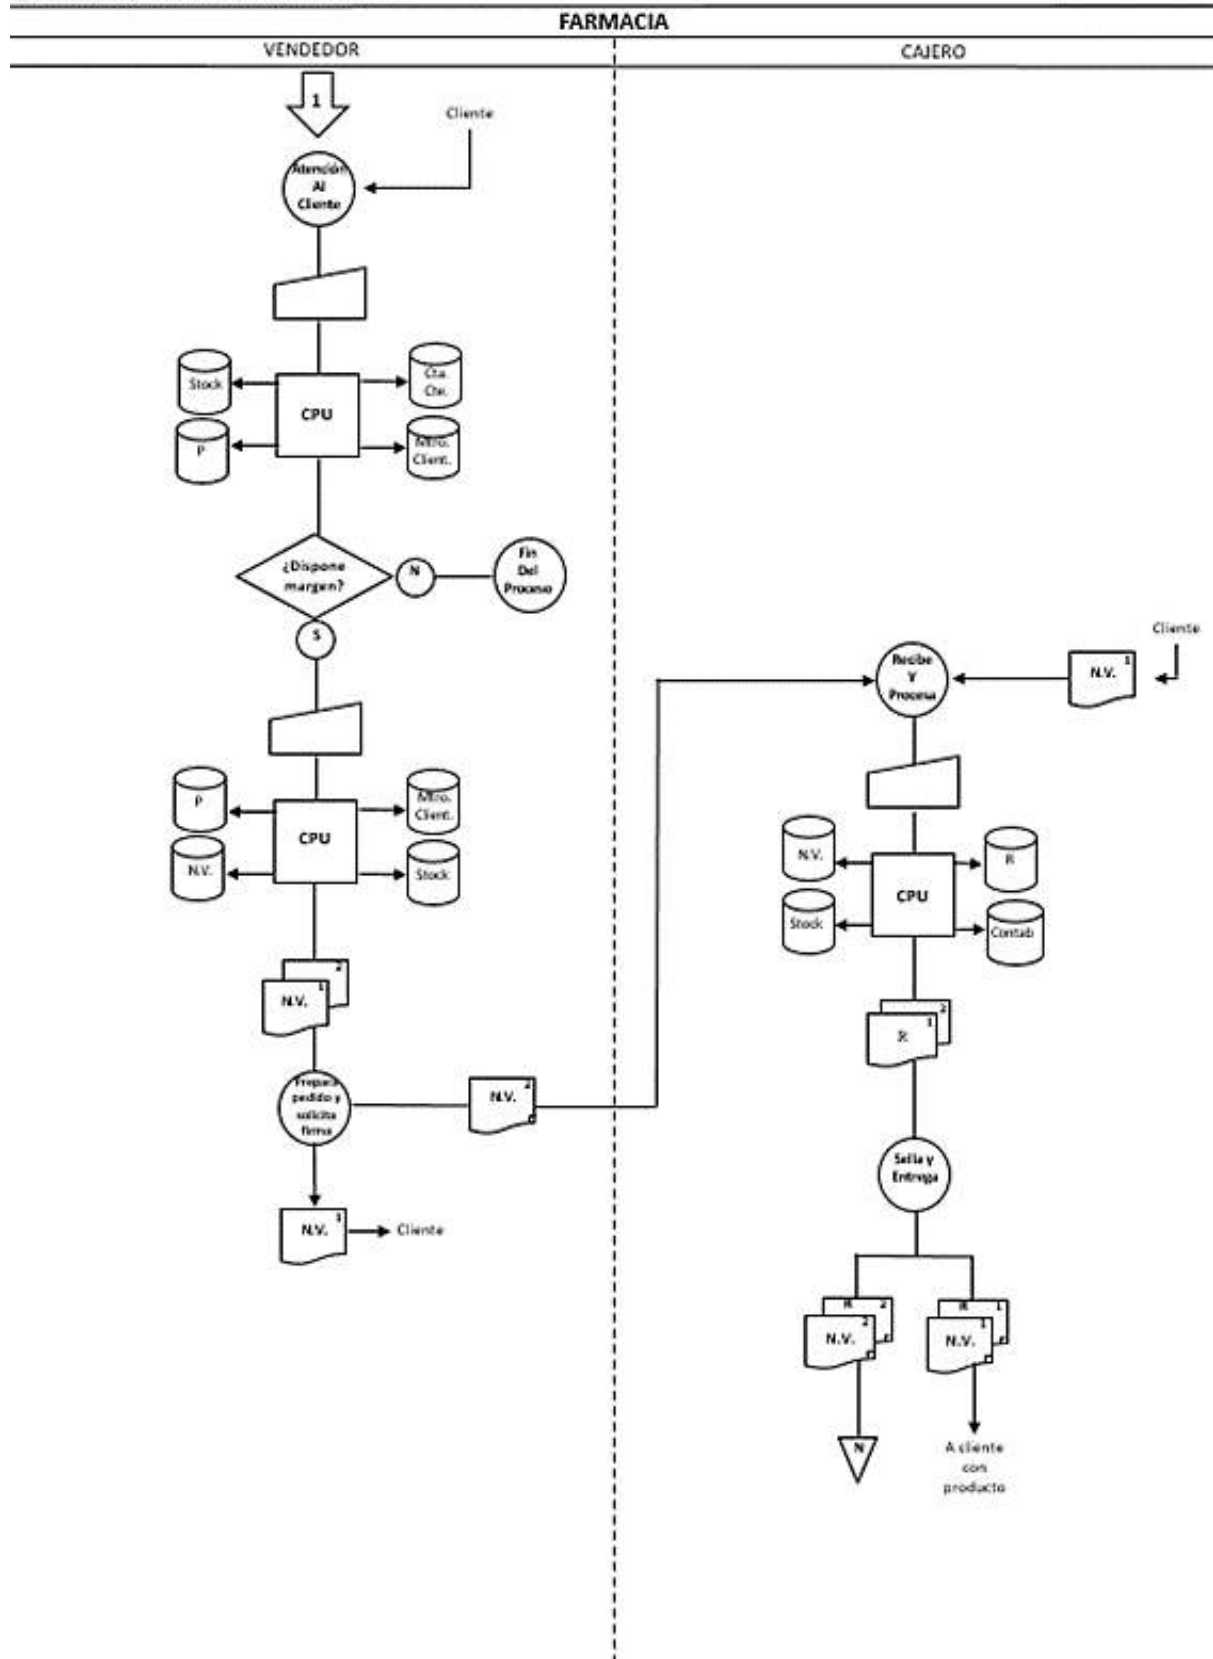 FARMACIA
VENDEDOR
CAJERO
1
Cliente
Atención
Al
Cliente
Stock
P
CPU
Cta.
Cte.
Mtro.
Client.
¿Dispone
margen?
N
Fin
Del
Proceso
S
P
N.V.
CPU
Mtro.
Client.
Stock
2
1
N.V.
Prepara
pedido y
solicita
firma
2
N.V.
1
N.V.
Cliente
Cliente
1
N.V.
Recibe
Y
Procesa
N.V.
Stock
CPU
R
Contab
2
1
R
Sella y
Entrega
R 2
2
N.V.
R 1
1
N.V.
N
A cliente
con
producto